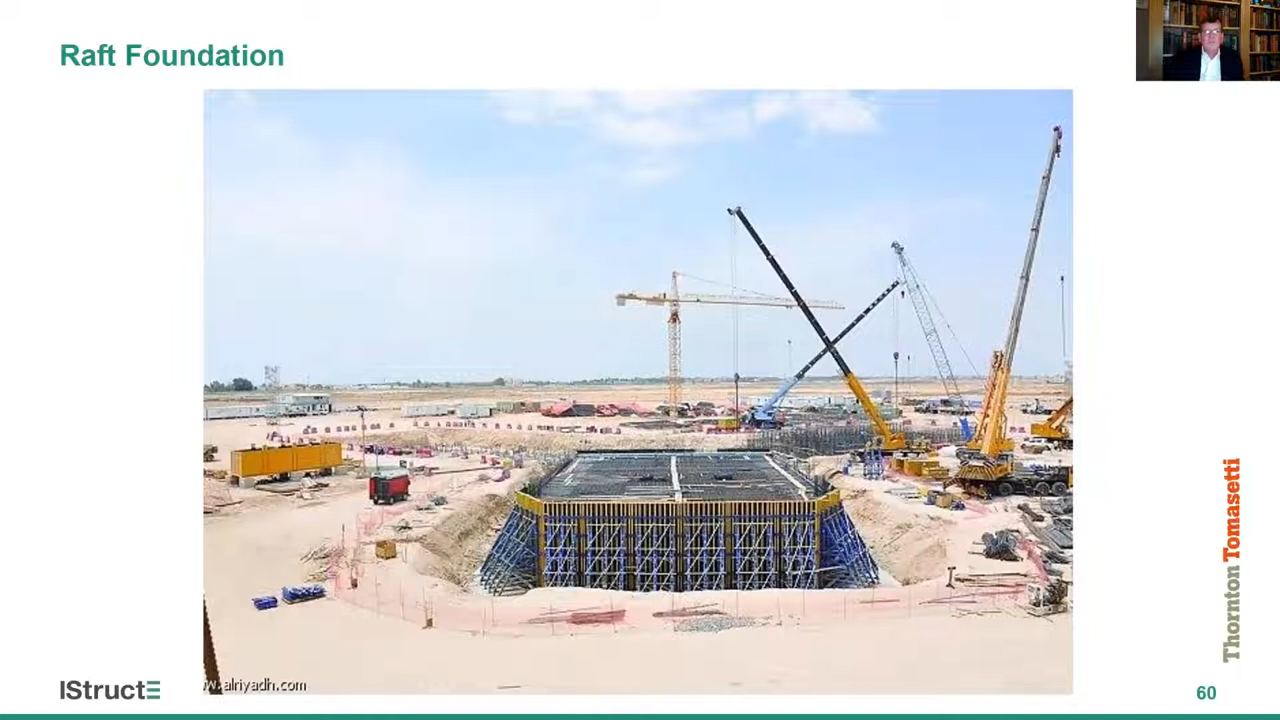 Raft Foundation
w.alriyadh.com
Thornton Tomasetti
IStructE
60